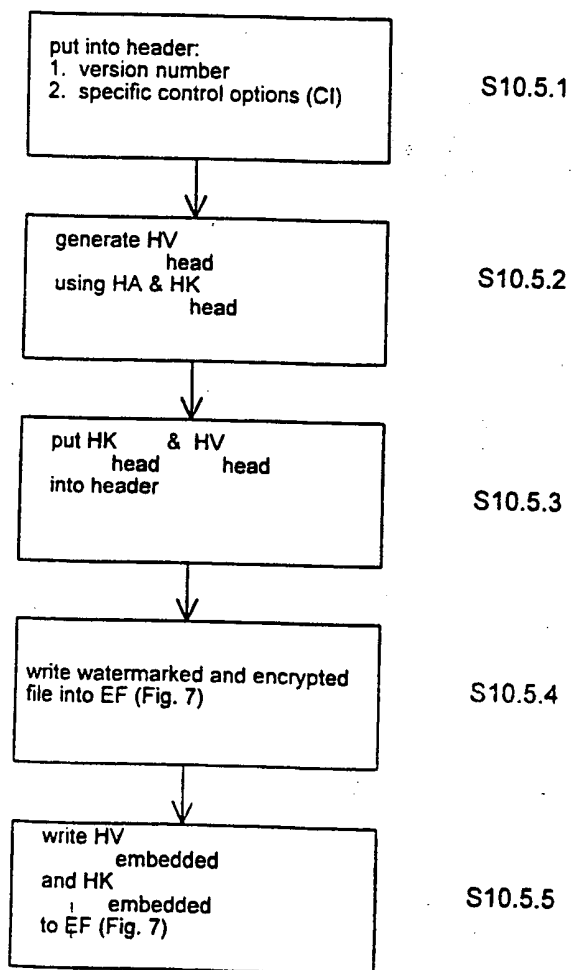 put into header:
1. version number
2. specific control options (CI)
S10.5.1
generate HV
head
using HA & HK
head
S10.5.2
put HK & HV
head head
into header
S10.5.3
write watermarked and encrypted
file into EF (Fig. 7)
S10.5.4
write HV
embedded
and HK
embedded
to EF (Fig. 7)
S10.5.5